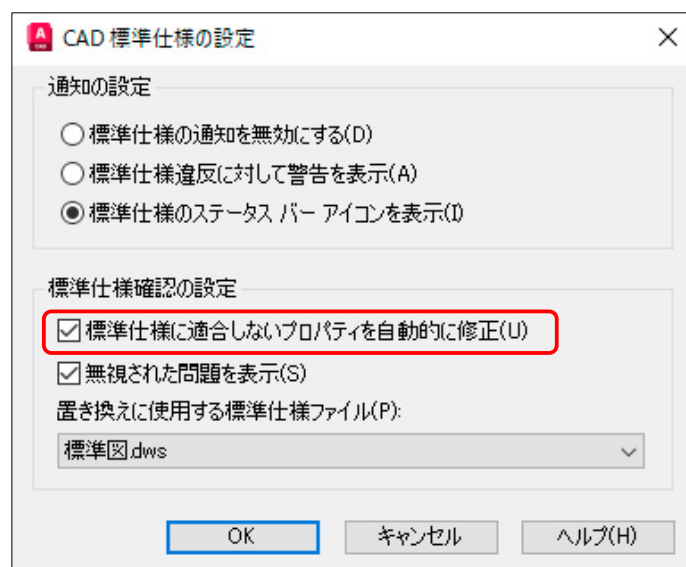 CAD 標準仕様の設定
通知の設定
標準仕様の通知を無効にする(D)
標準仕様違反に対して警告を表示(A)
標準仕様のステータス バー アイコンを表示(I)
標準仕様確認の設定
標準仕様に適合しないプロパティを自動的に修正(U)
無視された問題を表示(S)
置き換えに使用する標準仕様ファイル(P):
標準図.dws
OK キャンセル ヘルプ(H)